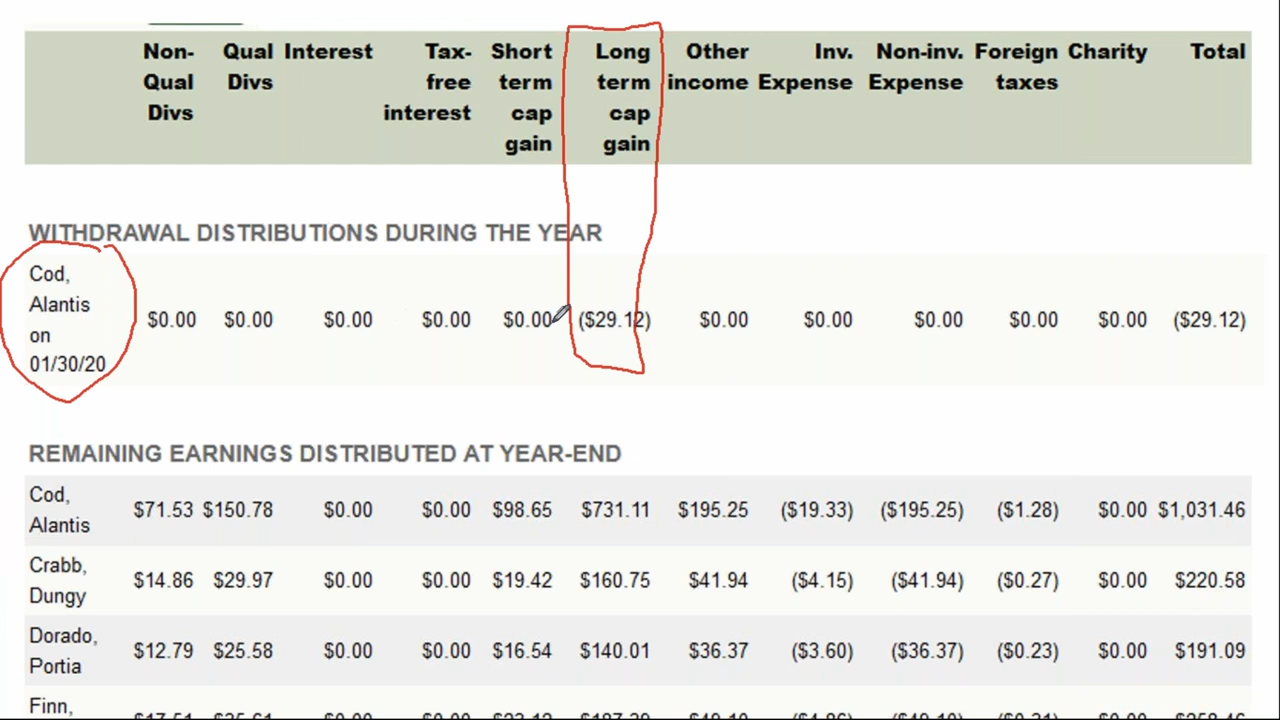 Non-Qual Divs Qual Divs Interest Tax-free interest Short term cap gain Long term cap gain Other income Inv. Expense Non-inv. Expense Foreign taxes Charity Total
WITHDRAWAL DISTRIBUTIONS DURING THE YEAR
Cod, Alantis on 01/30/20 $0.00 $0.00 $0.00 $0.00 $0.00 ($29.12) $0.00 $0.00 $0.00 $0.00 $0.00 ($29.12)
REMAINING EARNINGS DISTRIBUTED AT YEAR-END
Cod, Alantis $71.53 $150.78 $0.00 $0.00 $98.65 $731.11 $195.25 ($19.33) ($195.25) ($1.28) $0.00 $1,031.46
Crabb, Dungy $14.86 $29.97 $0.00 $0.00 $19.42 $160.75 $41.94 ($4.15) ($41.94) ($0.27) $0.00 $220.58
Dorado, Portia $12.79 $25.58 $0.00 $0.00 $16.54 $140.01 $36.37 ($3.60) ($36.37) ($0.23) $0.00 $191.09
Finn,